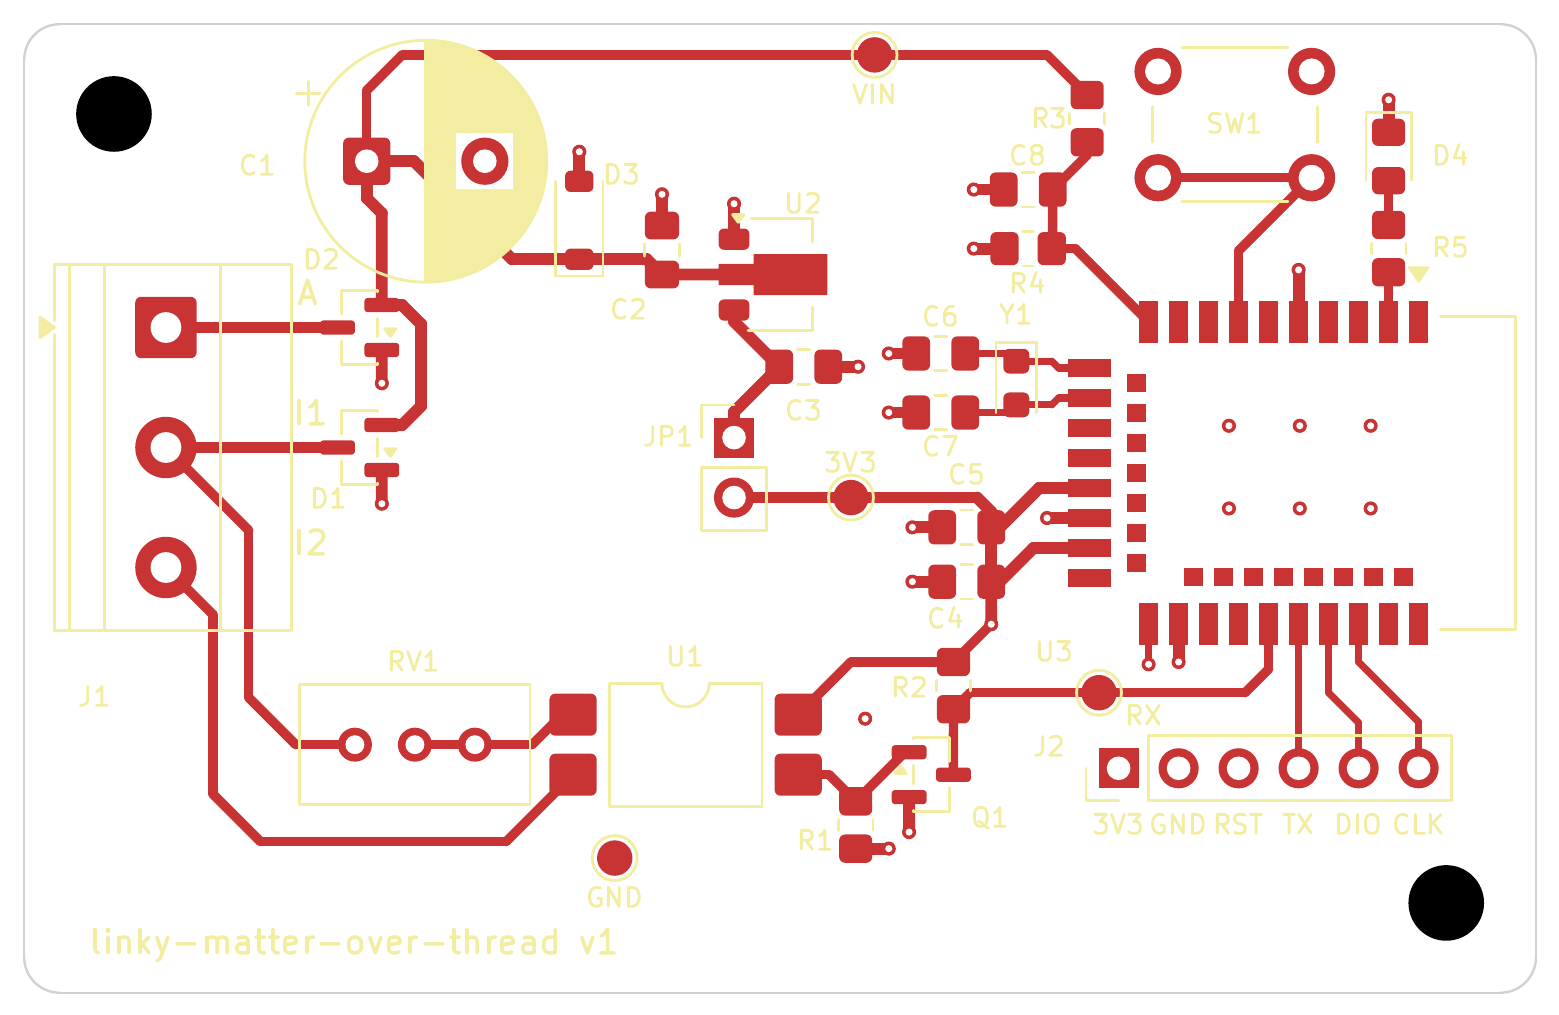 VIN
SW1
R3
C8
D4
C1
D3
U2
R5
D2
R4
A
C2
C6
Y1
I1
JP1
C3
C7
3V3
C5
D1
I2
C4
RV1
U1
U3
R2
J1
RX
J2
R1
Q1
3V3 GND RST TX DIO CLK
GND
linky-matter-over-thread v1